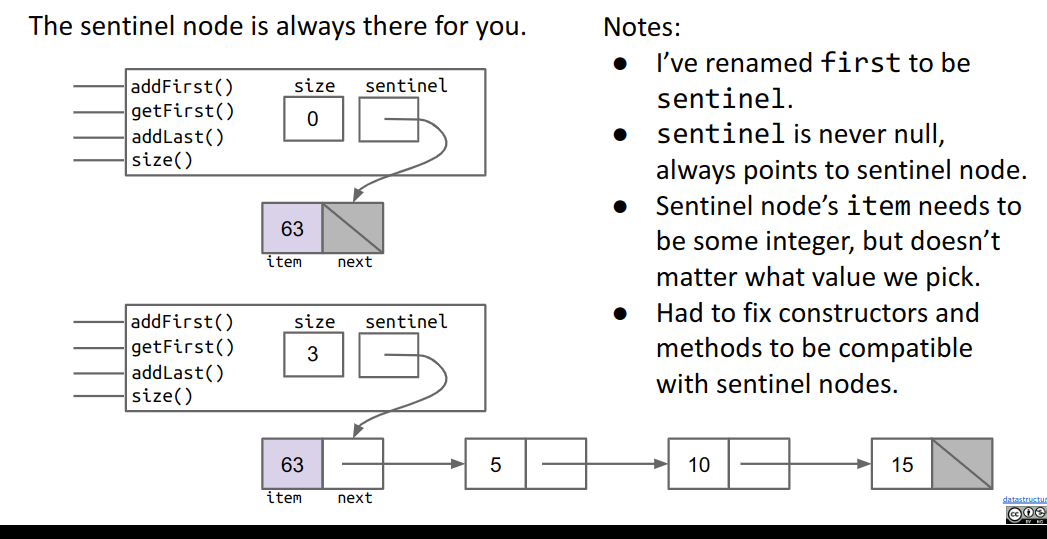 The sentinel node is always there for you.
addFirst()
getFirst()
addLast()
size()
size
sentinel
0
63
item
next
addFirst()
getFirst()
addLast()
size()
size
sentinel
3
63
item
next
5
10
15
Notes:
● I’ve renamed first to be
sentinel.
● sentinel is never null,
always points to sentinel node.
● Sentinel node’s item needs to
be some integer, but doesn’t
matter what value we pick.
● Had to fix constructors and
methods to be compatible
with sentinel nodes.
datastructur